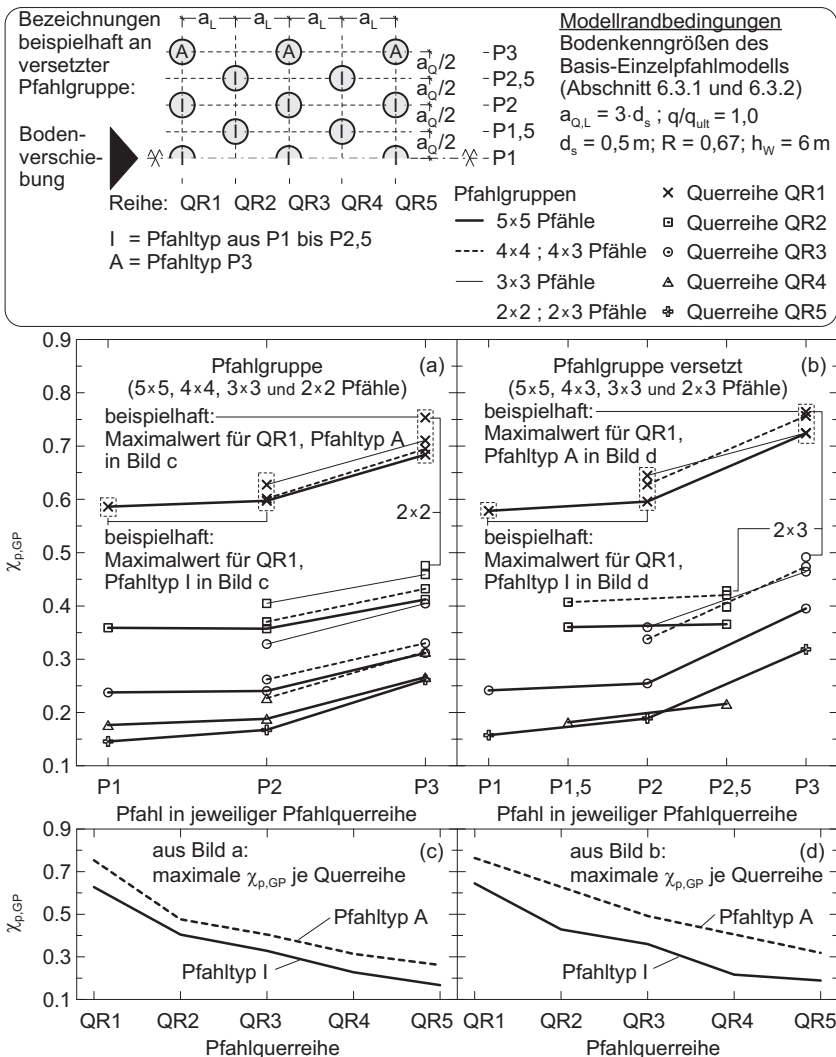 Bezeichnungen
beispielhaft an
versetzter
Pfahlgruppe:
Boden-
verschie-
bung
a_L a_L a_L a_L
A A A
I I
I I I
I I
I I I
a_Q/2
a_Q/2
a_Q/2
a_Q/2
P3
P2,5
P2
P1,5
P1
Reihe: QR1 QR2 QR3 QR4 QR5
I = Pfahltyp aus P1 bis P2,5
A = Pfahltyp P3
Modellrandbedingungen
Bodenkenngrößen des
Basis-Einzelpfahlmodells
(Abschnitt 6.3.1 und 6.3.2)
a_Q,L = 3·d_s ; q/q_ult = 1,0
d_s = 0,5 m; R = 0,67; h_W = 6 m
Pfahlgruppen
5×5 Pfähle
4×4 ; 4×3 Pfähle
3×3 Pfähle
2×2 ; 2×3 Pfähle
Querreihe QR1
Querreihe QR2
Querreihe QR3
Querreihe QR4
Querreihe QR5
χ_p,GP
0.9
0.8
0.7
0.6
0.5
0.4
0.3
0.2
0.1
Pfahlgruppe (a)
(5×5, 4×4, 3×3 und 2×2 Pfähle)
beispielhaft:
Maximalwert für QR1, Pfahltyp A
in Bild c
2×2
beispielhaft:
Maximalwert für QR1,
Pfahltyp I in Bild c
P1 P2 P3
Pfahl in jeweiliger Pfahlquerreihe
Pfahlgruppe versetzt (b)
(5×5, 4×3, 3×3 und 2×3 Pfähle)
beispielhaft:
Maximalwert für QR1,
Pfahltyp A in Bild d
2×3
beispielhaft:
Maximalwert für QR1,
Pfahltyp I in Bild d
P1 P1,5 P2 P2,5 P3
Pfahl in jeweiliger Pfahlquerreihe
χ_p,GP
0.9
0.7
0.5
0.3
0.1
aus Bild a: (c)
maximale χ_p,GP je Querreihe
Pfahltyp A
Pfahltyp I
QR1 QR2 QR3 QR4 QR5
Pfahlquerreihe
aus Bild b: (d)
maximale χ_p,GP je Querreihe
Pfahltyp A
Pfahltyp I
QR1 QR2 QR3 QR4 QR5
Pfahlquerreihe